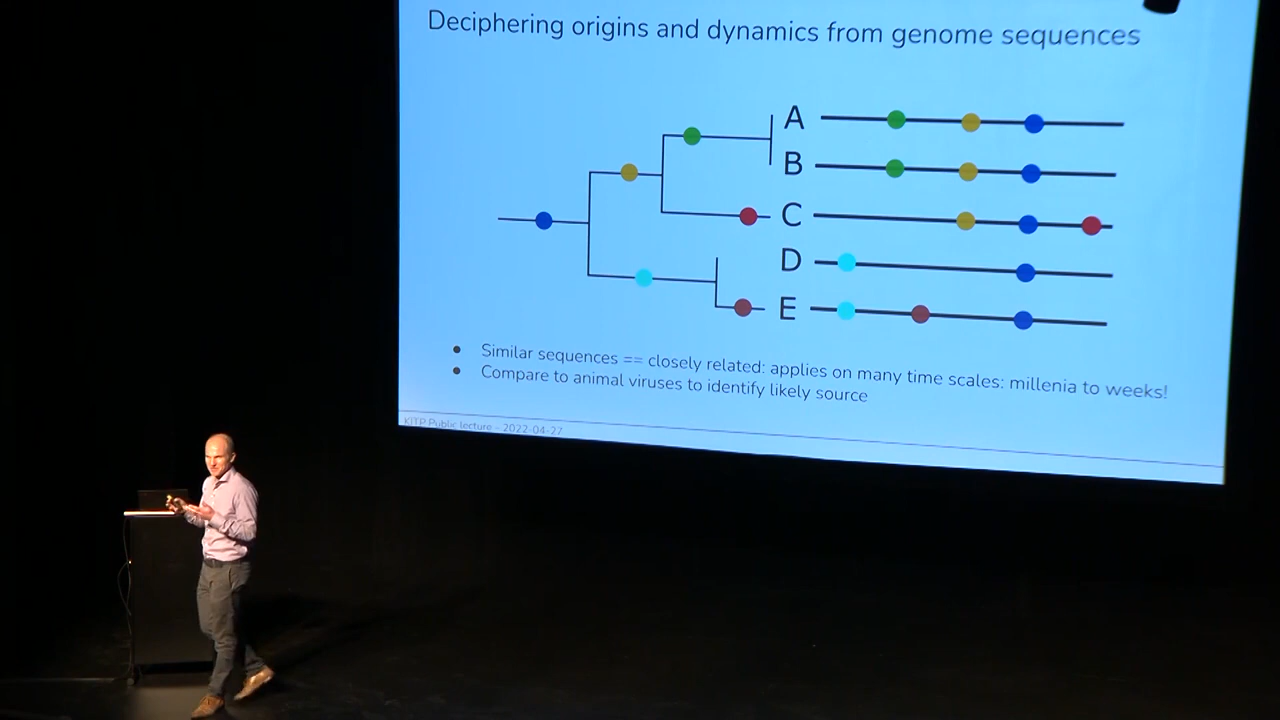 Deciphering origins and dynamics from genome sequences
A
B
C
D
E
Similar sequences == closely related: applies on many time scales: millenia to weeks!
Compare to animal viruses to identify likely source
KITP Public lecture - 2022-04-27